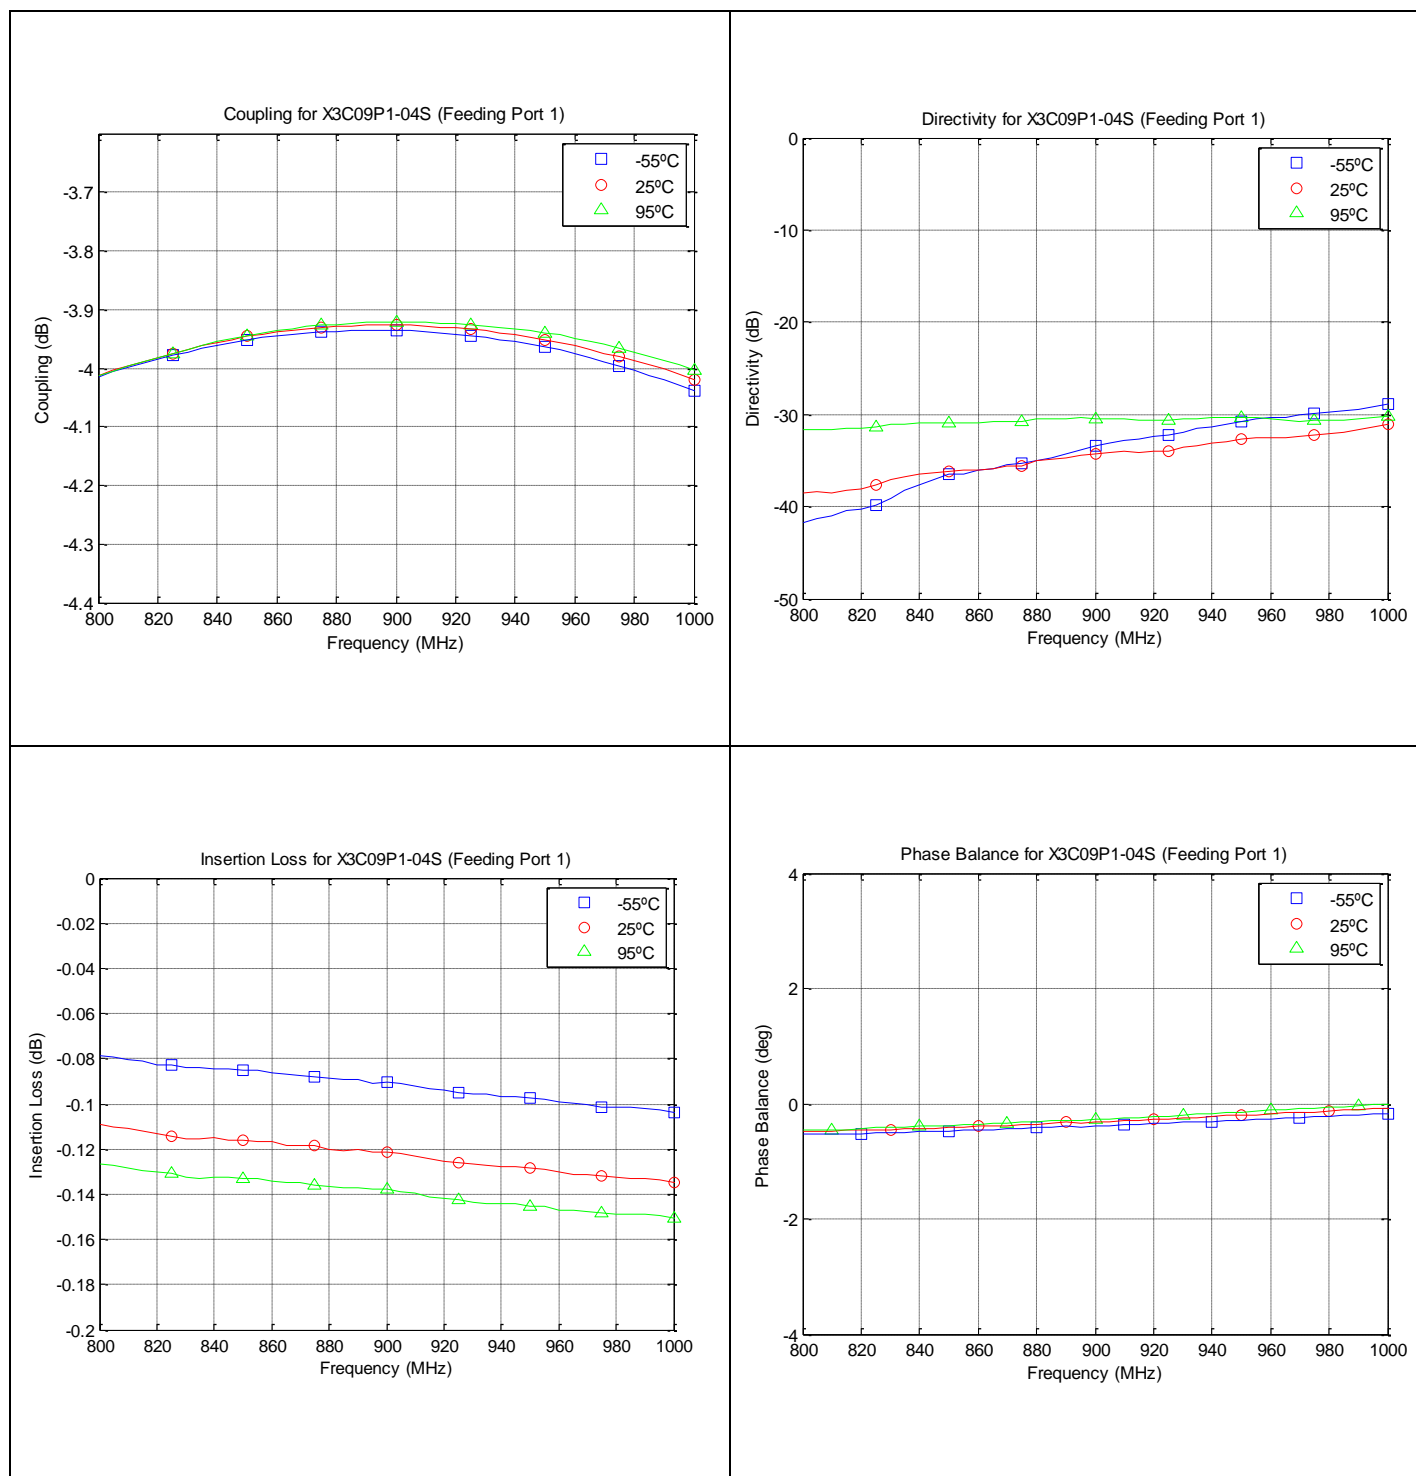 Coupling for X3C09P1-04S (Feeding Port 1)
-55ºC
25ºC
95ºC
-3.7
-3.8
-3.9
-4
-4.1
-4.2
-4.3
-4.4
Coupling (dB)
800 820 840 860 880 900 920 940 960 980 1000
Frequency (MHz)
Directivity for X3C09P1-04S (Feeding Port 1)
-55ºC
25ºC
95ºC
0
-10
-20
-30
-40
-50
Directivity (dB)
800 820 840 860 880 900 920 940 960 980 1000
Frequency (MHz)
Insertion Loss for X3C09P1-04S (Feeding Port 1)
-55ºC
25ºC
95ºC
0
-0.02
-0.04
-0.06
-0.08
-0.1
-0.12
-0.14
-0.16
-0.18
-0.2
Insertion Loss (dB)
800 820 840 860 880 900 920 940 960 980 1000
Frequency (MHz)
Phase Balance for X3C09P1-04S (Feeding Port 1)
-55ºC
25ºC
95ºC
4
2
0
-2
-4
Phase Balance (deg)
800 820 840 860 880 900 920 940 960 980 1000
Frequency (MHz)